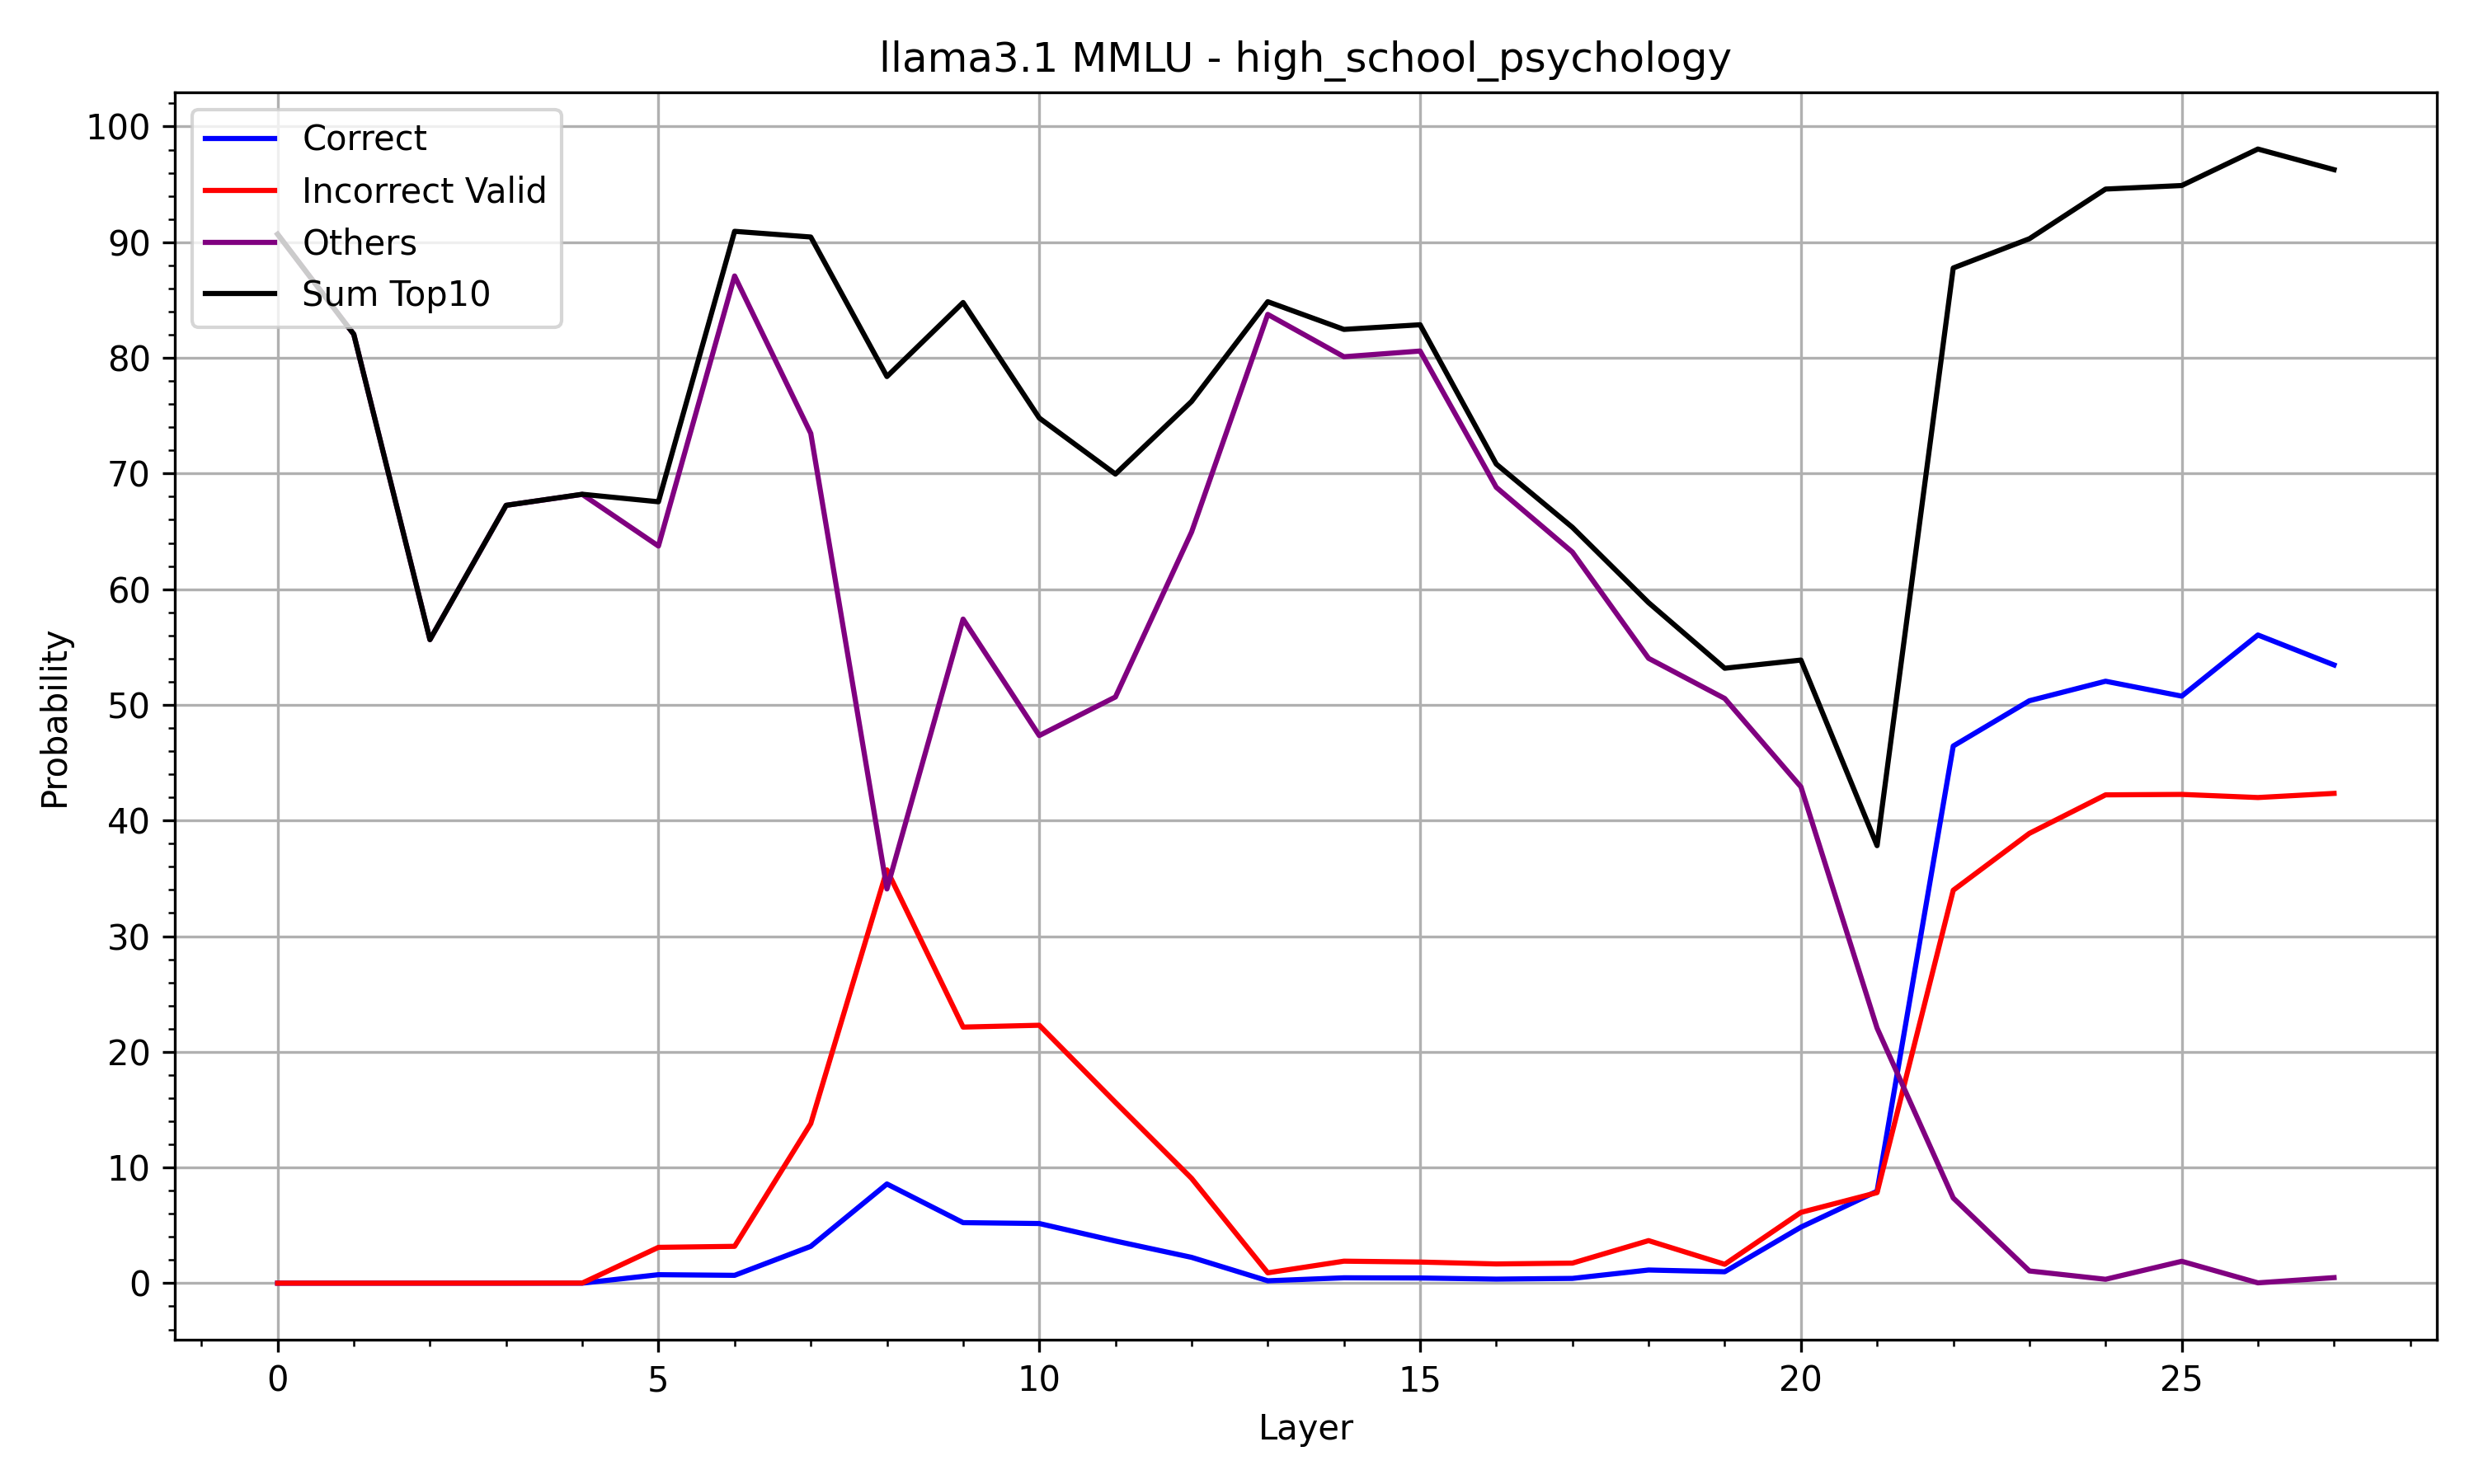 llama3.1 MMLU - high_school_psychology
Correct
Incorrect Valid
Others
Sum Top10
100
90
80
70
60
50
40
30
20
10
0
Probability
0 5 10 15 20 25
Layer